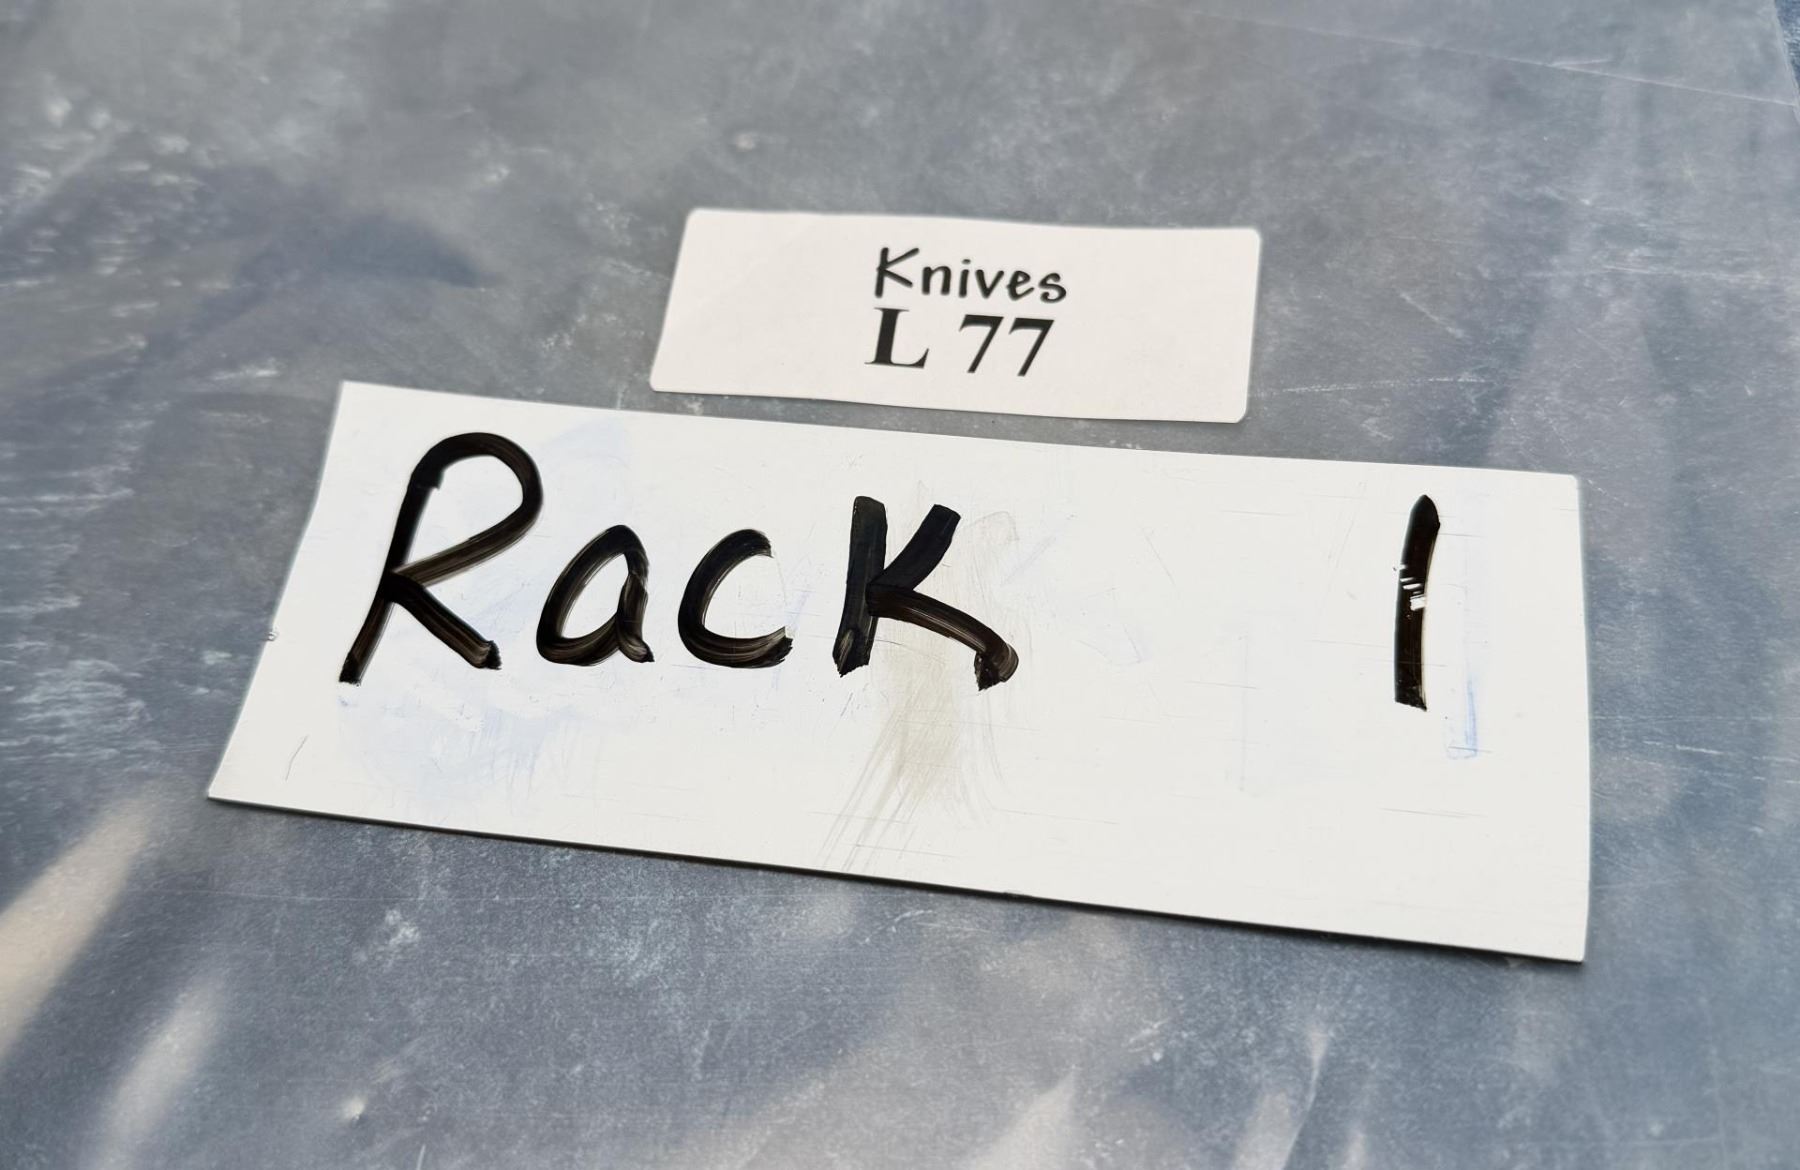 Knives
L 77
Rack 1